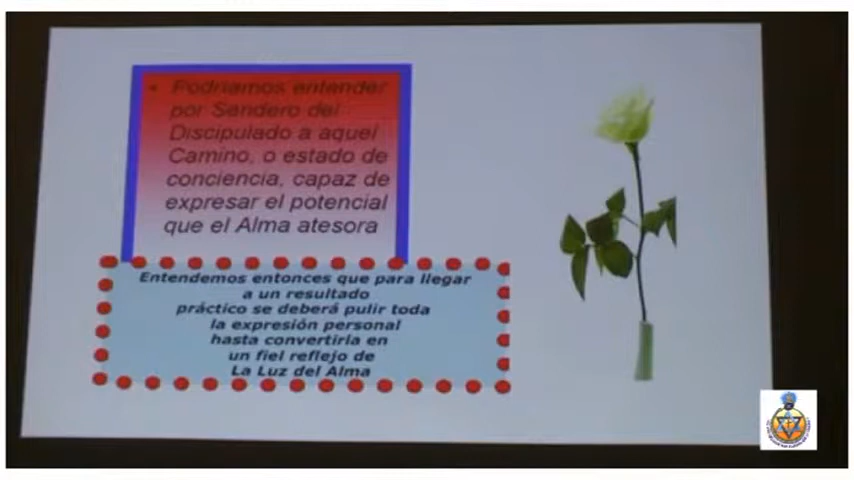 • Podríamos entender
por Sendero del
Discipulado a aquel
Camino, o estado de
conciencia, capaz de
expresar el potencial
que el Alma atesora
Entendemos entonces que para llegar
a un resultado
práctico se deberá pulir toda
la expresión personal
hasta convertirla en
un fiel reflejo de
La Luz del Alma